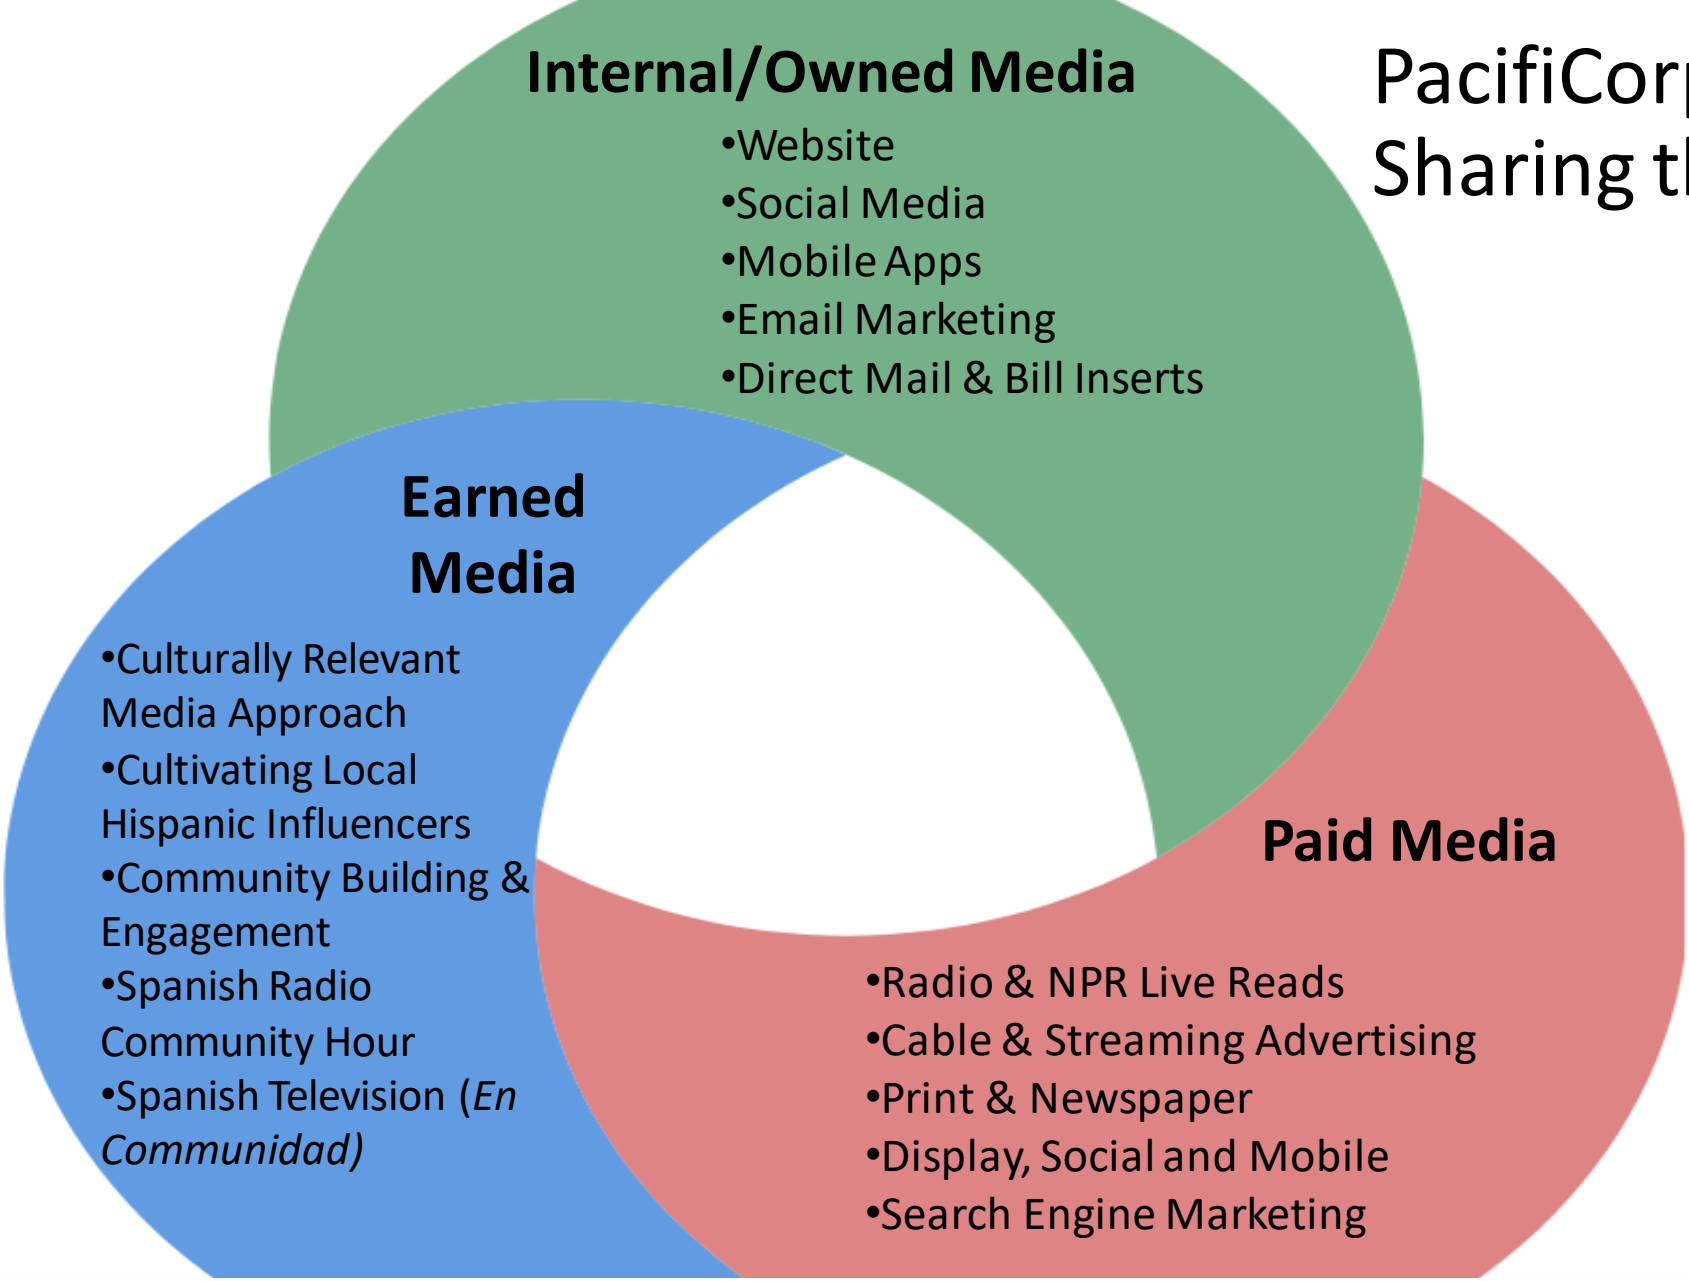 PacifiCorp
Sharing th
Internal/Owned Media
•Website
•Social Media
•Mobile Apps
•Email Marketing
•Direct Mail & Bill Inserts
Earned
Media
•Culturally Relevant
Media Approach
•Cultivating Local
Hispanic Influencers
•Community Building &
Engagement
•Spanish Radio
Community Hour
•Spanish Television (En
Communidad)
Paid Media
•Radio & NPR Live Reads
•Cable & Streaming Advertising
•Print & Newspaper
•Display, Social and Mobile
•Search Engine Marketing